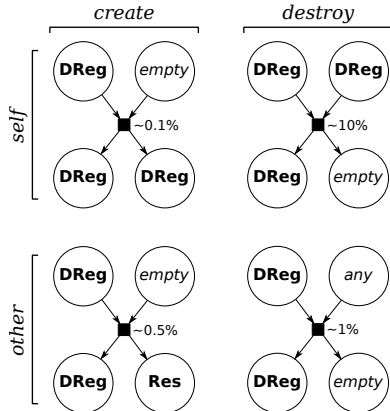 create destroy
self
DReg empty DReg DReg
~0.1% ~10%
DReg DReg DReg empty
other
DReg empty DReg any
~0.5% ~1%
DReg Res DReg empty